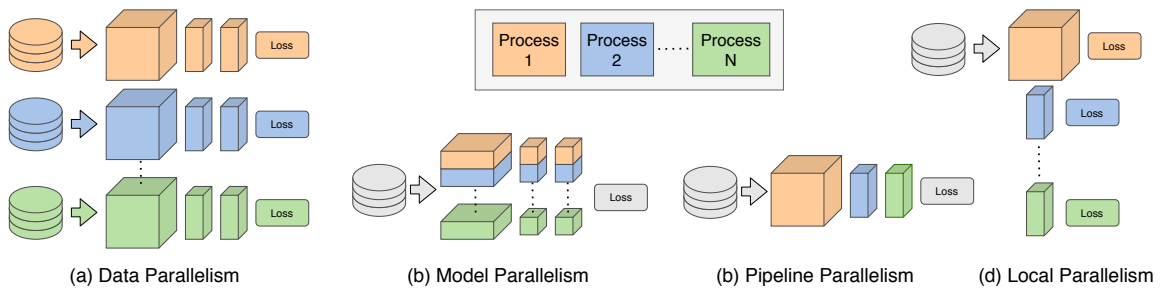 Loss
Loss
Loss
(a) Data Parallelism
Process 1
Process 2
Process N
Loss
(b) Model Parallelism
Loss
(b) Pipeline Parallelism
Loss
Loss
Loss
(d) Local Parallelism